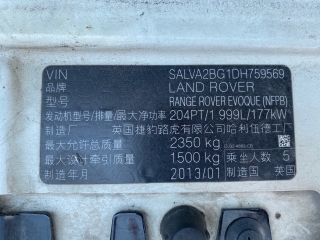 VIN SALVA2BG1DH759569
品牌 LAND ROVER
型号 RANGE ROVER EVOQUE (NFPB)
发动机型号/排量/最大净功率 204PT/1 999L/177kW
制造厂 英国捷豹路虎有限公司哈利伍德工厂
最大允许总质量 2350 kg
最大设计牵引质量 1500 kg 乘坐人数 5
制造年月 2013/01 制造国 英国